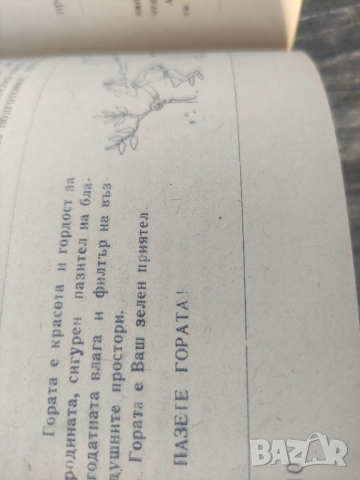 Гората е красота и гордост за
родината, сигурен пазител на бла-
годатната влага и филтър на въз-
душните простори.
Гората е Ваш зелен приятел.
ПАЗЕТЕ ГОРАТА!
bazar.bg